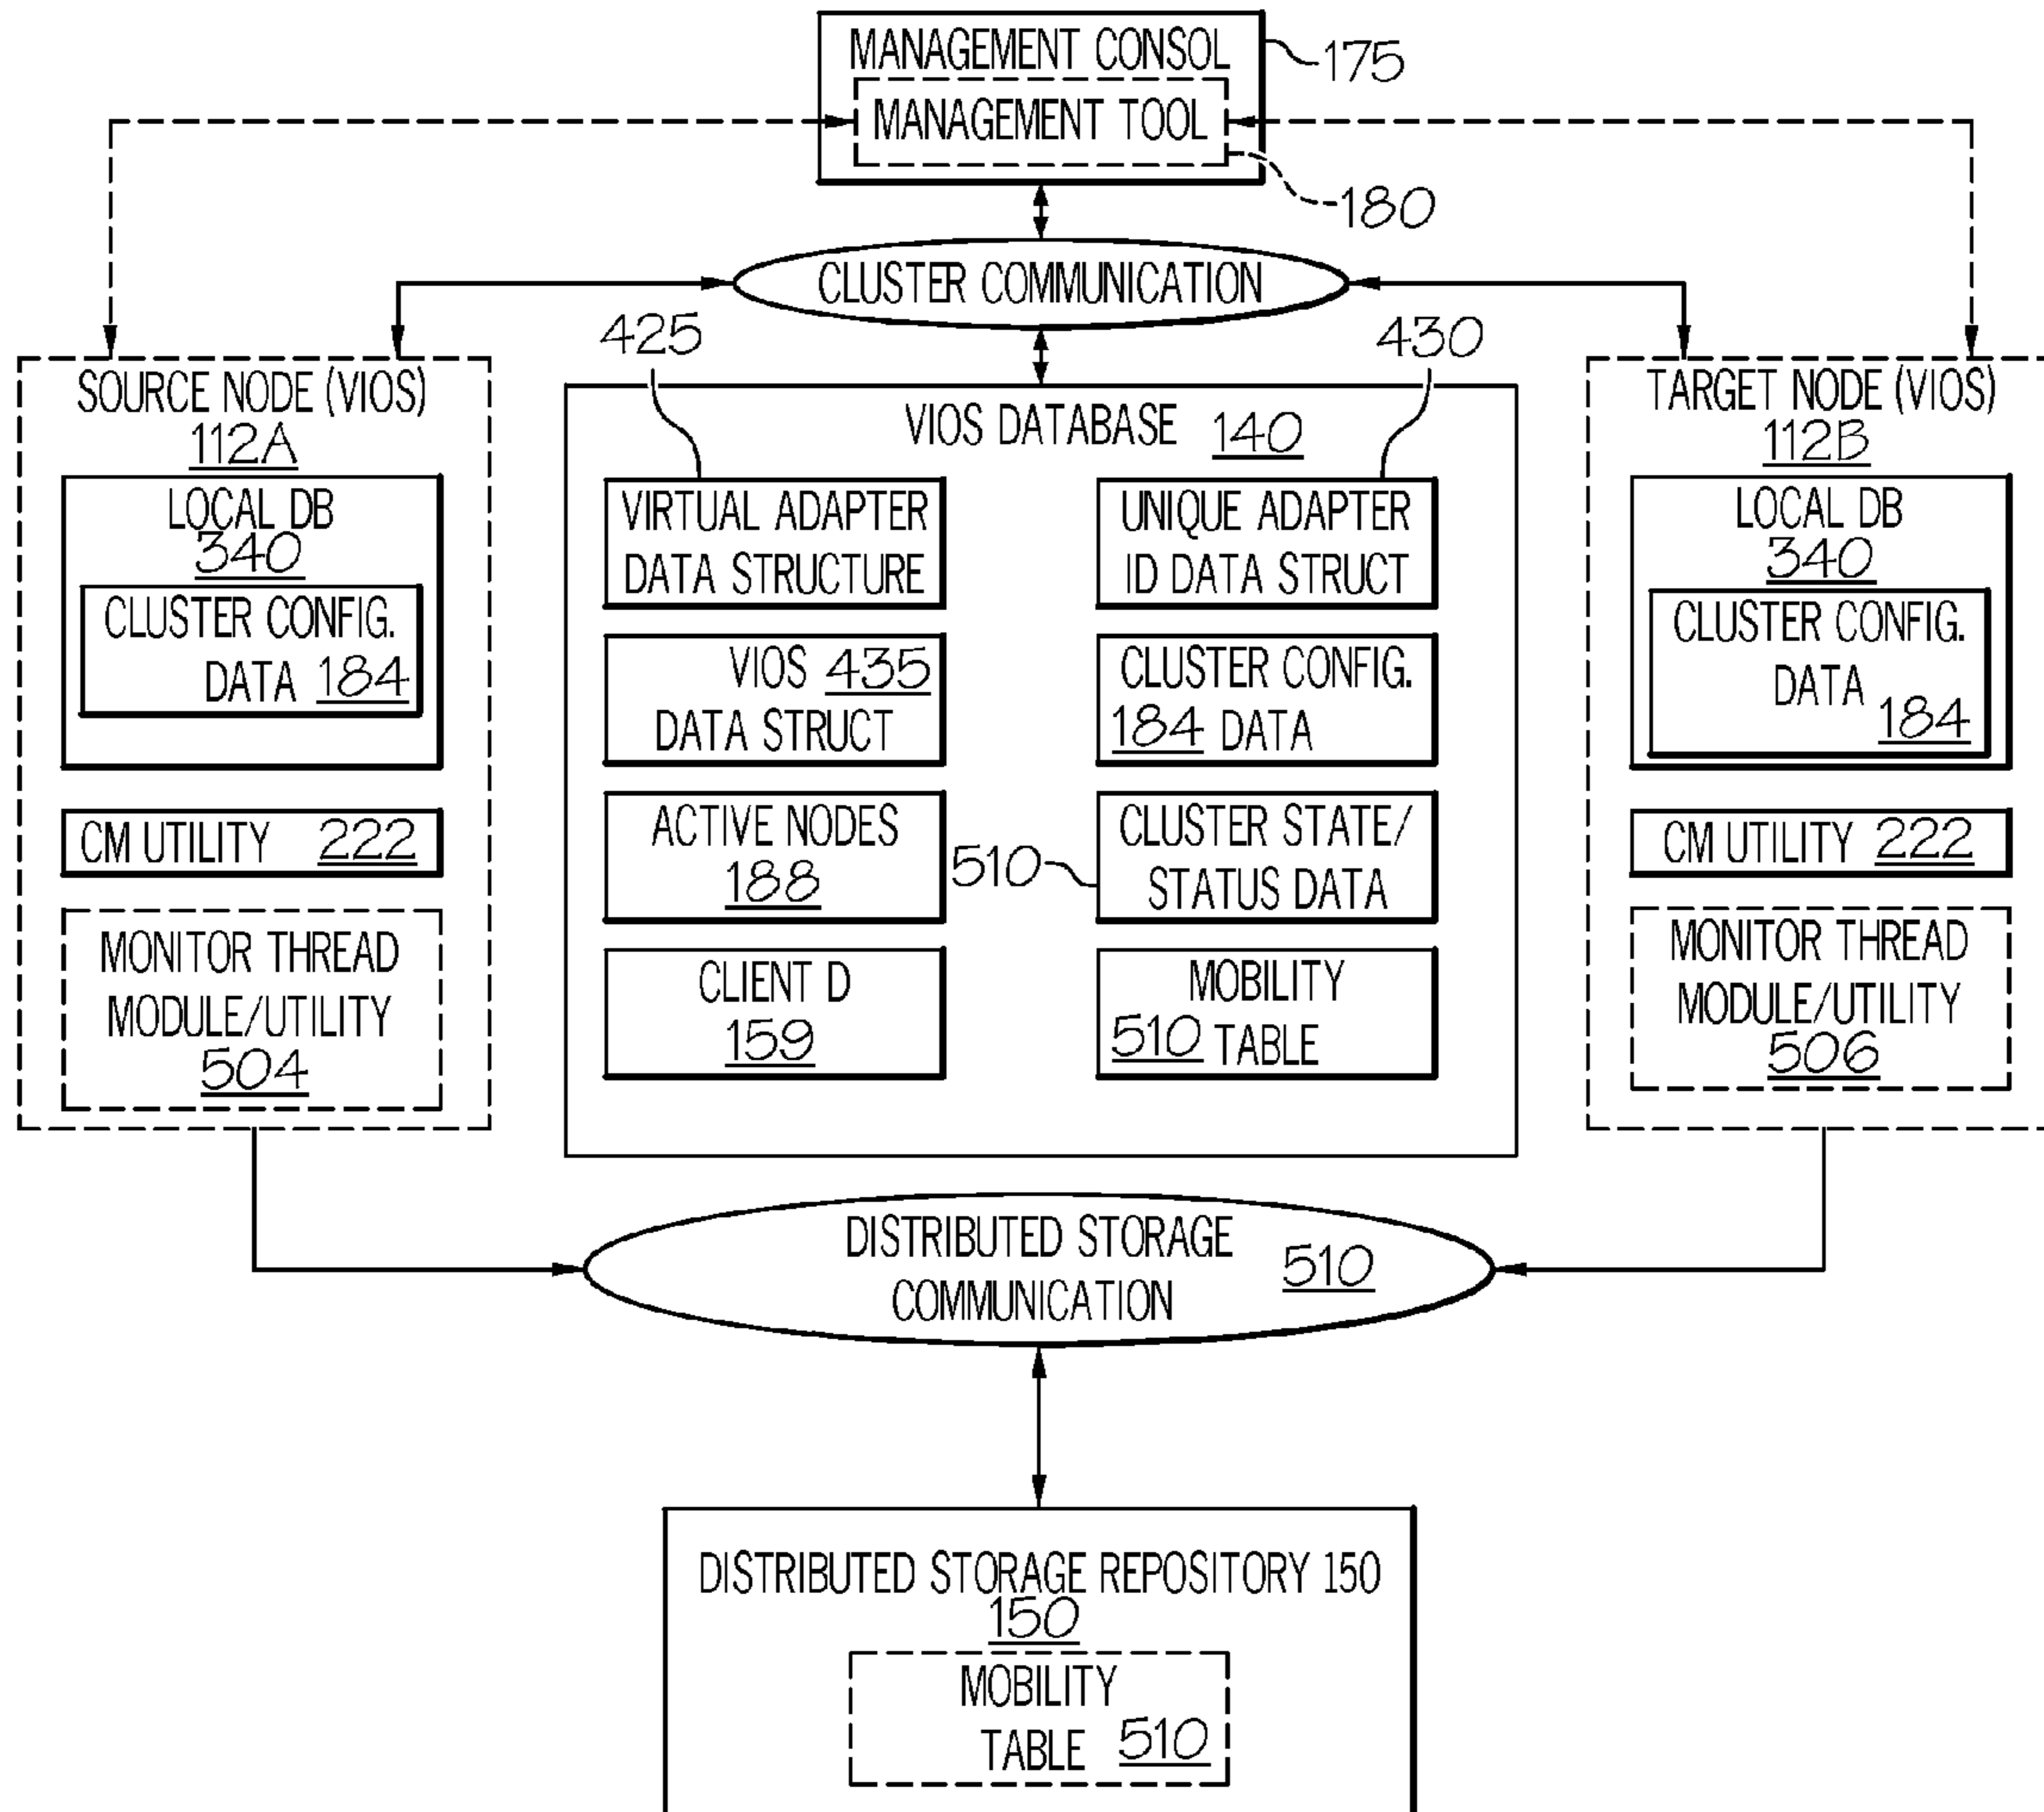 MANAGEMENT CONSOL
175
MANAGEMENT TOOL
180
CLUSTER COMMUNICATION
425
430
SOURCE NODE (VIOS)
112A
LOCAL DB
340
CLUSTER CONFIG.
DATA 184
CM UTILITY 222
MONITOR THREAD
MODULE/UTILITY
504
VIOS DATABASE 140
VIRTUAL ADAPTER
DATA STRUCTURE
UNIQUE ADAPTER
ID DATA STRUCT
VIOS 435
DATA STRUCT
CLUSTER CONFIG.
184 DATA
ACTIVE NODES
188
510
CLUSTER STATE/
STATUS DATA
CLIENT D
159
MOBILITY
510 TABLE
TARGET NODE (VIOS)
112B
LOCAL DB
340
CLUSTER CONFIG.
DATA 184
CM UTILITY 222
MONITOR THREAD
MODULE/UTILITY
506
DISTRIBUTED STORAGE
COMMUNICATION 510
DISTRIBUTED STORAGE REPOSITORY 150
150
MOBILITY
TABLE 510